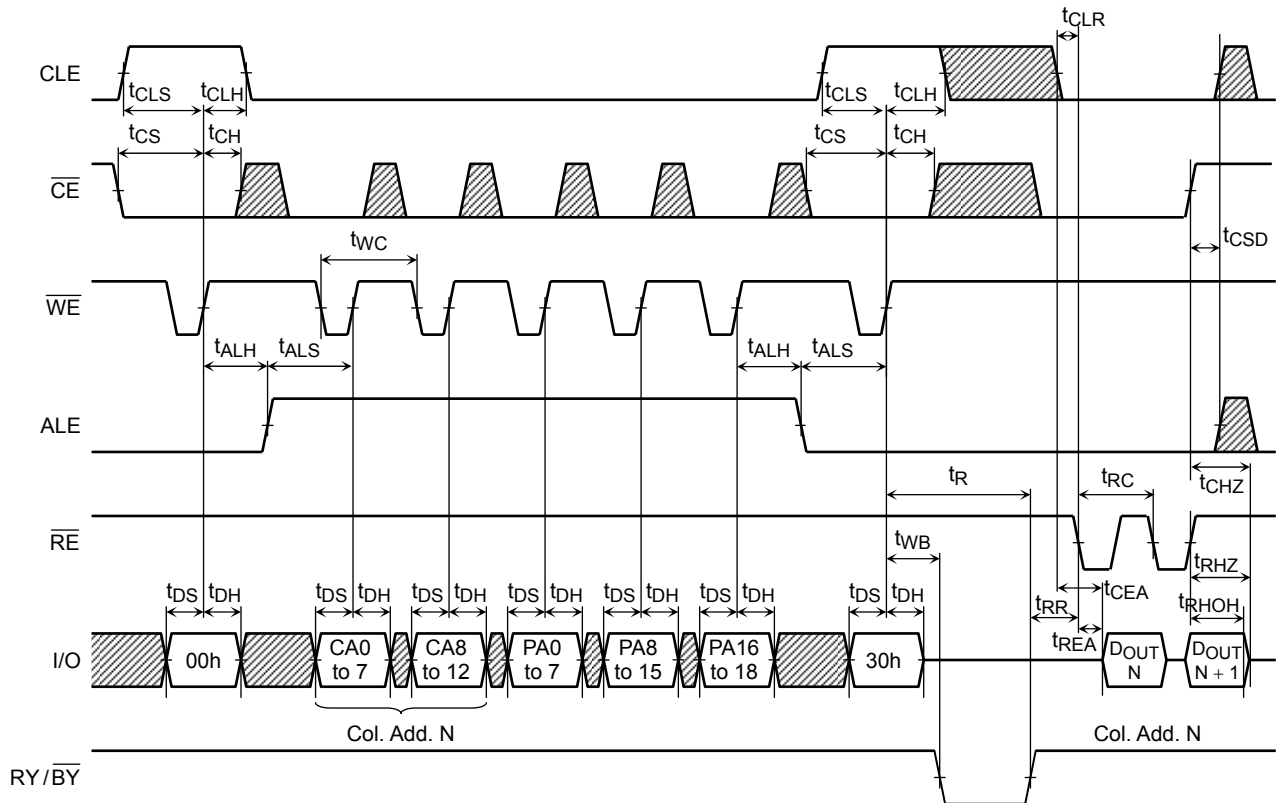 tCLR
CLE
tCLS tCLH tCLS tCLH
tCS tCH tCS tCH
CE
tCSD
tWC
WE
tALH tALS tALH tALS
ALE
tR tRC tCHZ
RE
tWB
tRHZ
tDS tDH tDS tDH tDS tDH tDS tDH tDS tDH tDS tDH tDS tDH tRR tCEA tRHOH
tREA
I/O 00h CA0 to 7 CA8 to 12 PA0 to 7 PA8 to 15 PA16 to 18 30h DOUT N DOUT N + 1
Col. Add. N Col. Add. N
RY/BY